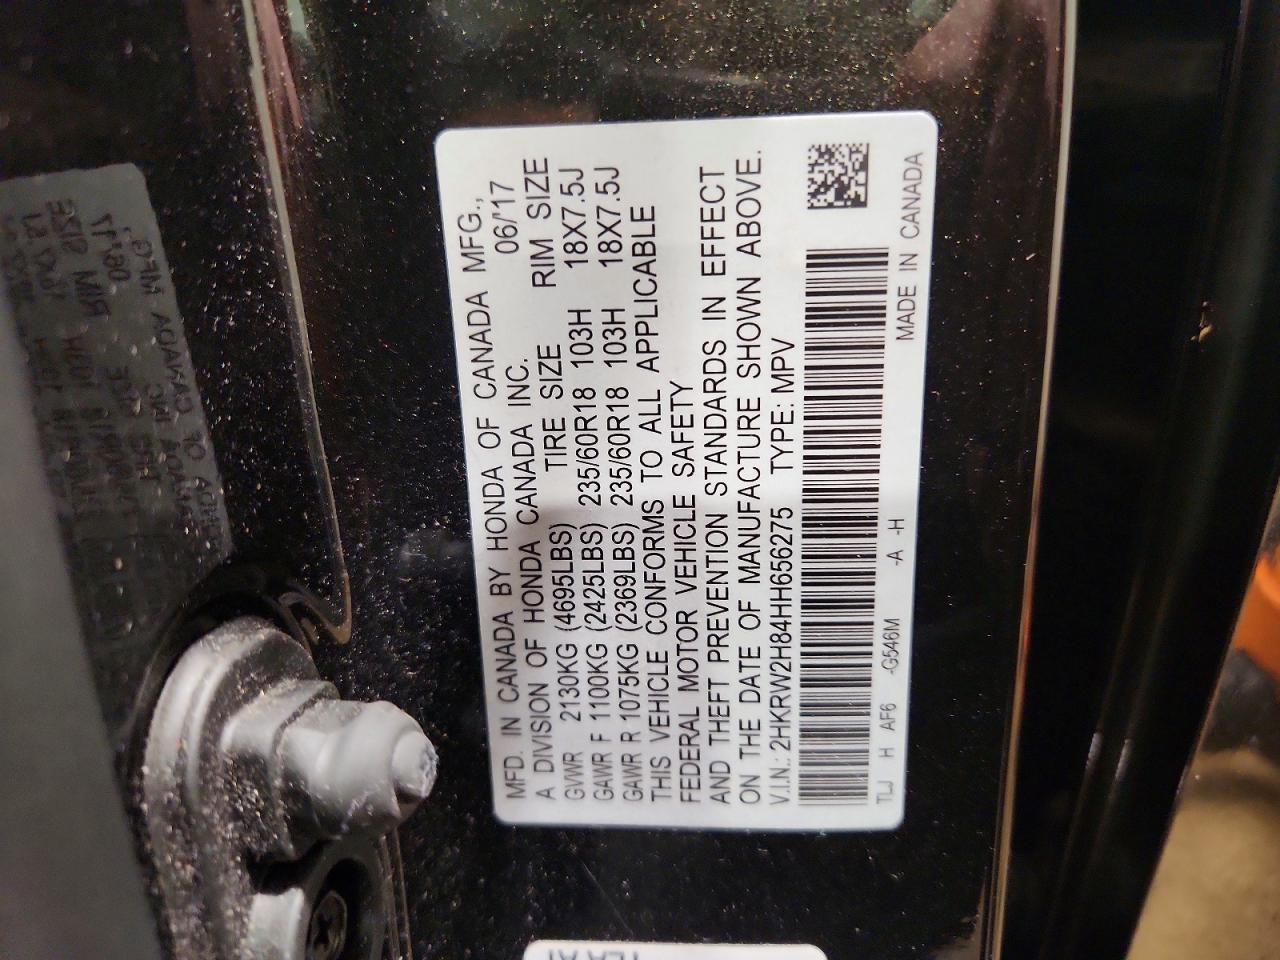 MFD. IN CANADA BY HONDA OF CANADA MFG.,
A DIVISION OF HONDA CANADA INC. 06/'17
GVWR 2130KG (4695LBS) TIRE SIZE RIM SIZE
GAWR F 1100KG (2425LBS) 235/60R18 103H 18X7.5J
GAWR R 1075KG (2369LBS) 235/60R18 103H 18X7.5J
THIS VEHICLE CONFORMS TO ALL APPLICABLE
FEDERAL MOTOR VEHICLE SAFETY
AND THEFT PREVENTION STANDARDS IN EFFECT
ON THE DATE OF MANUFACTURE SHOWN ABOVE.
V.I.N.: 2HKRW2H84HH656275 TYPE: MPV
TLJ H AF6 -G546M -A -H MADE IN CANADA